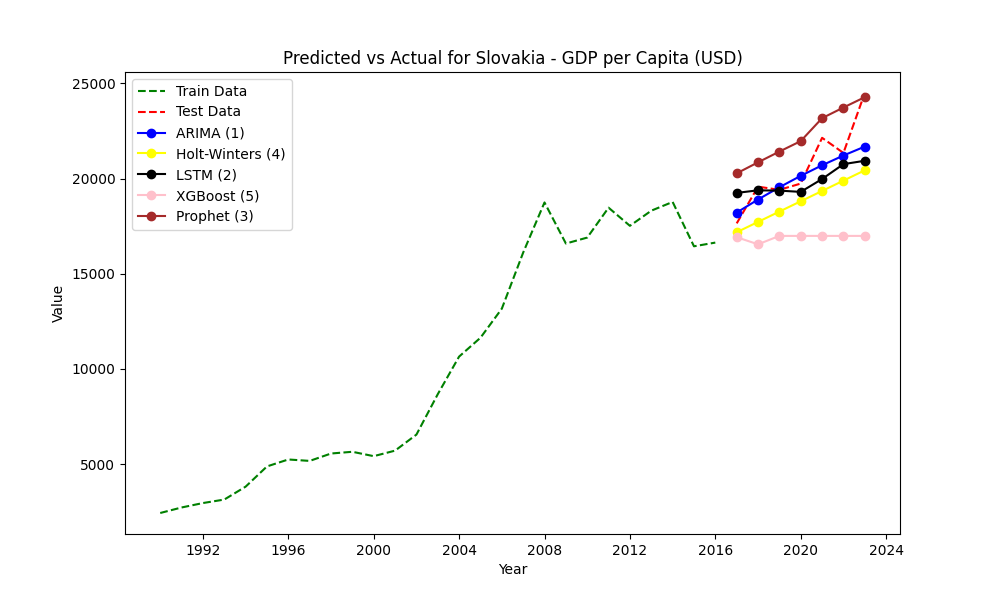 Predicted vs Actual for Slovakia - GDP per Capita (USD)
25000
20000
15000
10000
5000
Value
Train Data
Test Data
ARIMA (1)
Holt-Winters (4)
LSTM (2)
XGBoost (5)
Prophet (3)
1992 1996 2000 2004 2008 2012 2016 2020 2024
Year